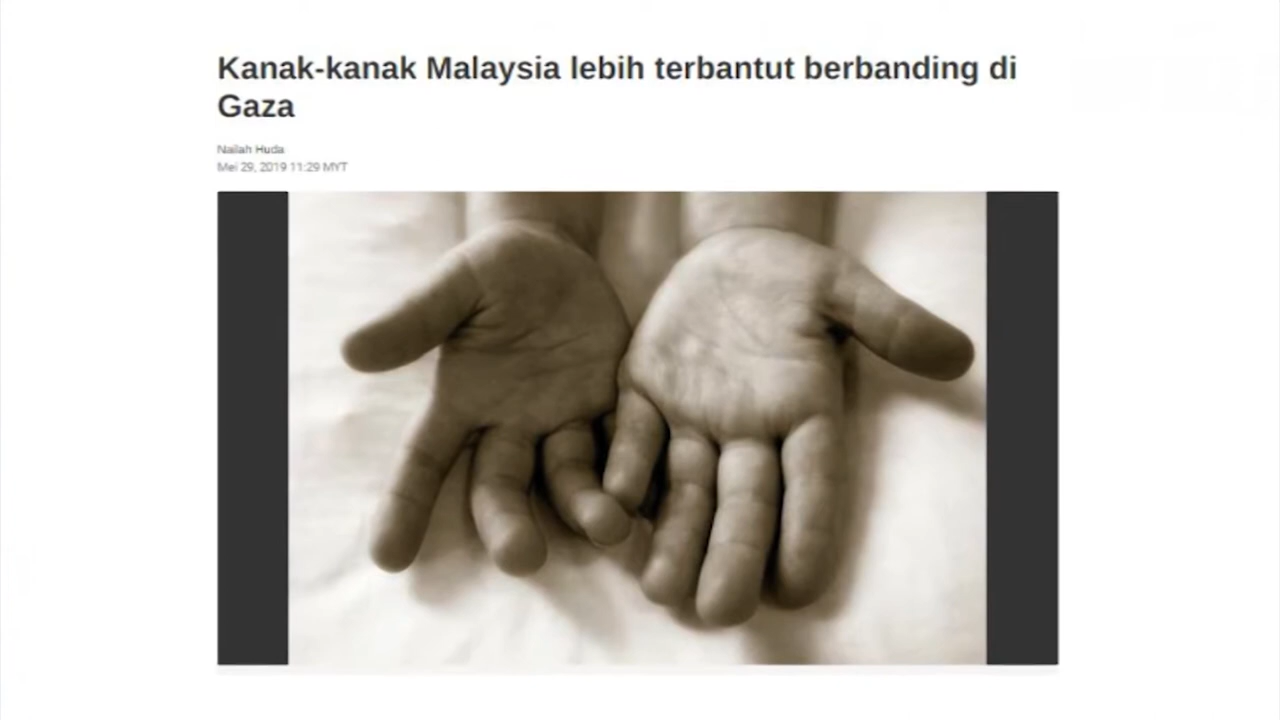 Kanak-kanak Malaysia lebih terbantut berbanding di
Gaza
Nailah Huda
Mei 29, 2019 11:29 MYT